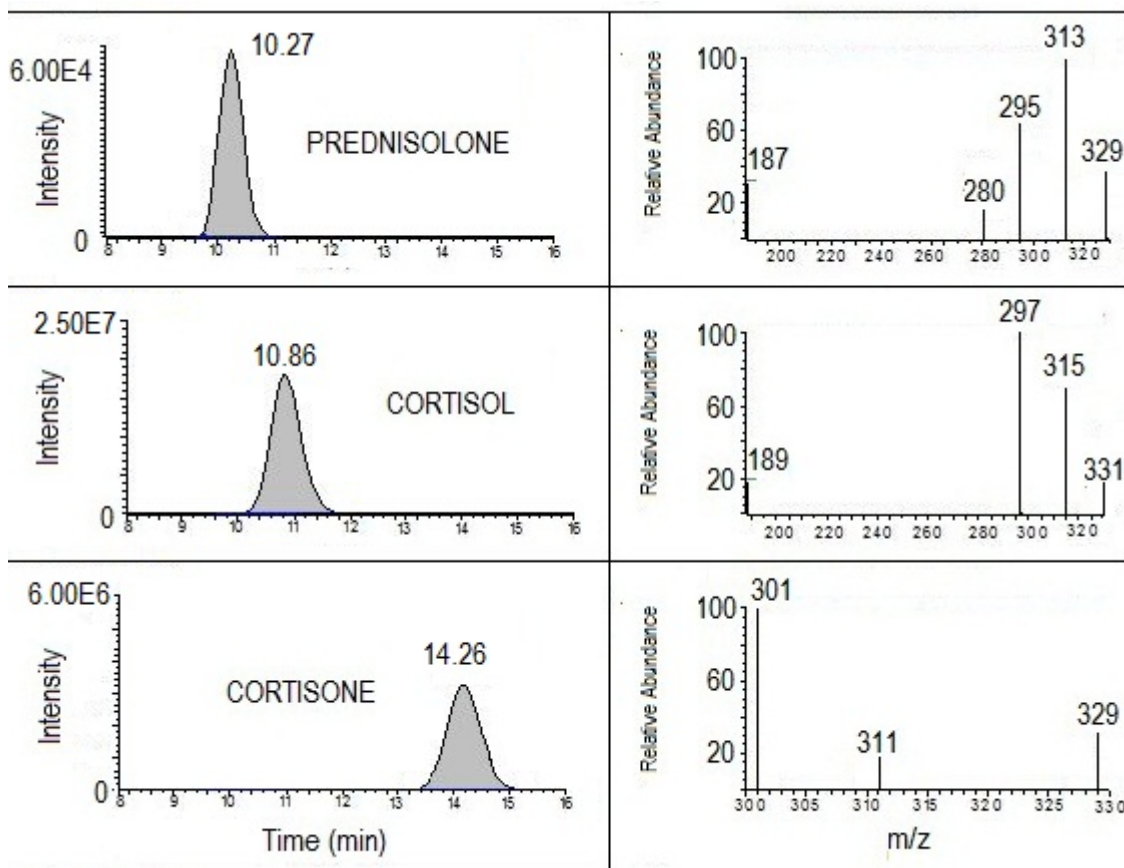 10.27
6.00E4
PREDNISOLONE
Intensity
0
8 9 10 11 12 13 14 15 16
313
100
295
60
329
187
280
20
Relative Abundance
200 220 240 260 280 300 320
2.50E7
10.86
CORTISOL
Intensity
0
8 9 10 11 12 13 14 15 16
297
100
315
60
189
331
20
Relative Abundance
200 220 240 260 280 300 320
6.00E6
14.26
CORTISONE
Intensity
0
8 9 10 11 12 13 14 15 16
Time (min)
301
100
60
329
311
20
Relative Abundance
300 305 310 315 320 325 330
m/z